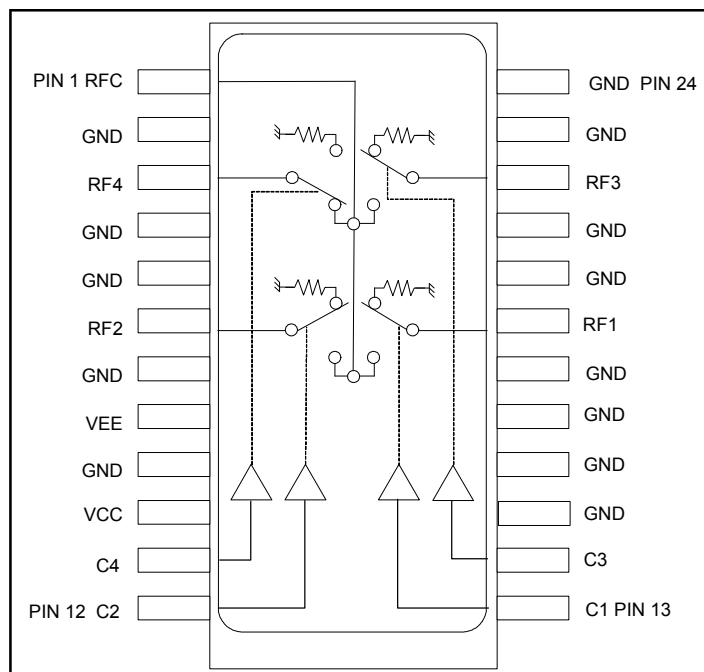 PIN 1 RFC
GND
RF4
GND
GND
RF2
GND
VEE
GND
VCC
C4
PIN 12 C2
GND PIN 24
GND
RF3
GND
GND
RF1
GND
GND
GND
GND
C3
C1 PIN 13